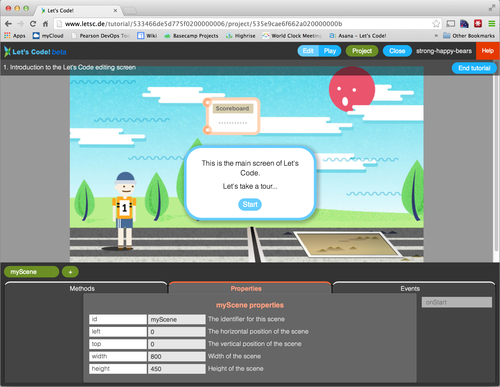 Let's Code!
www.letsc.de/tutorial/533466de5d775f0200000006/project/535e9cae6f662a020000000b
Apps myCloud Pearson DevOps Tool Wiki Basecamp Projects Highrise World Clock Meeting Asana – Let's Code! play Other Bookmarks
Let's Code! beta Edit Play Project Close strong-happy-bears Help
1. Introduction to the Let's Code editing screen End tutorial
Scoreboard
1
This is the main screen of Let's
Code.
Let's take a tour...
Start
myScene +
Methods Properties Events
myScene properties onStart
id myScene The identifier for this scene
left 0 The horizontal position of the scene
top 0 The vertical position of the scene
width 800 Width of the scene
height 450 Height of the scene